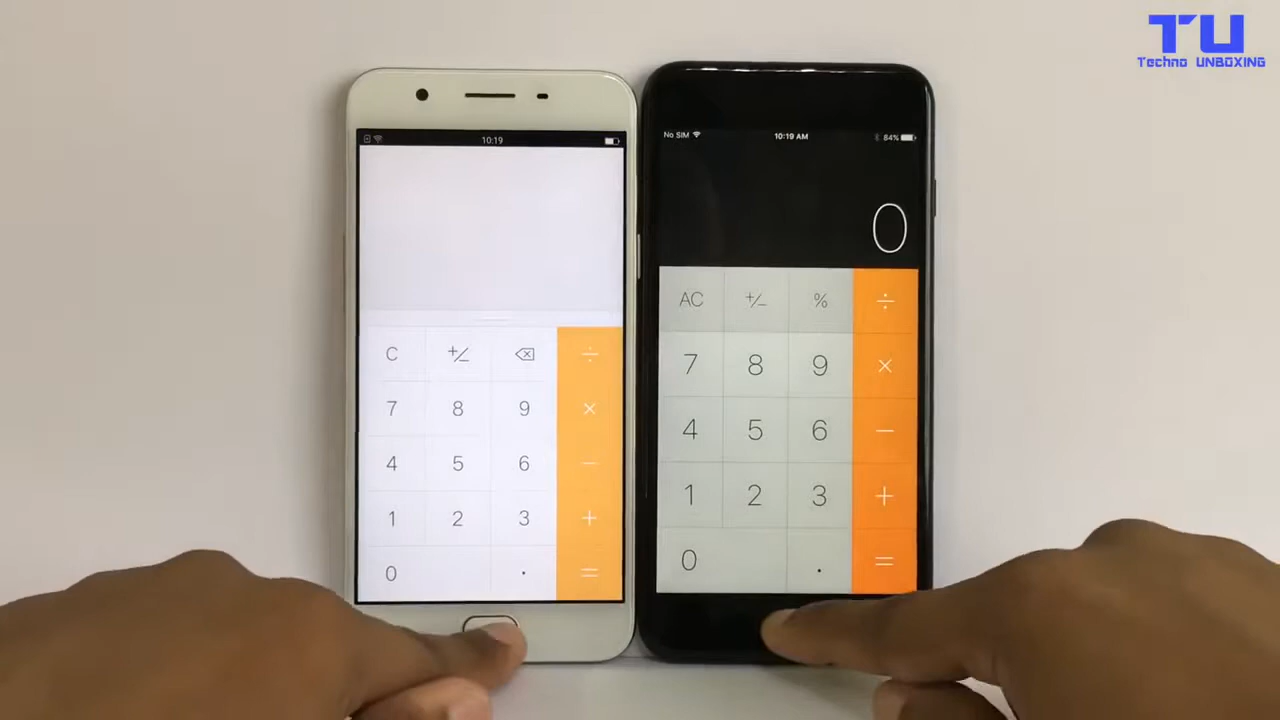 TU
Techno UNBOXING
10:19
C +/− ÷
7 8 9 ×
4 5 6 −
1 2 3 +
0 . =
No SIM 10:19 AM 84%
0
AC +/− % ÷
7 8 9 ×
4 5 6 −
1 2 3 +
0 . =